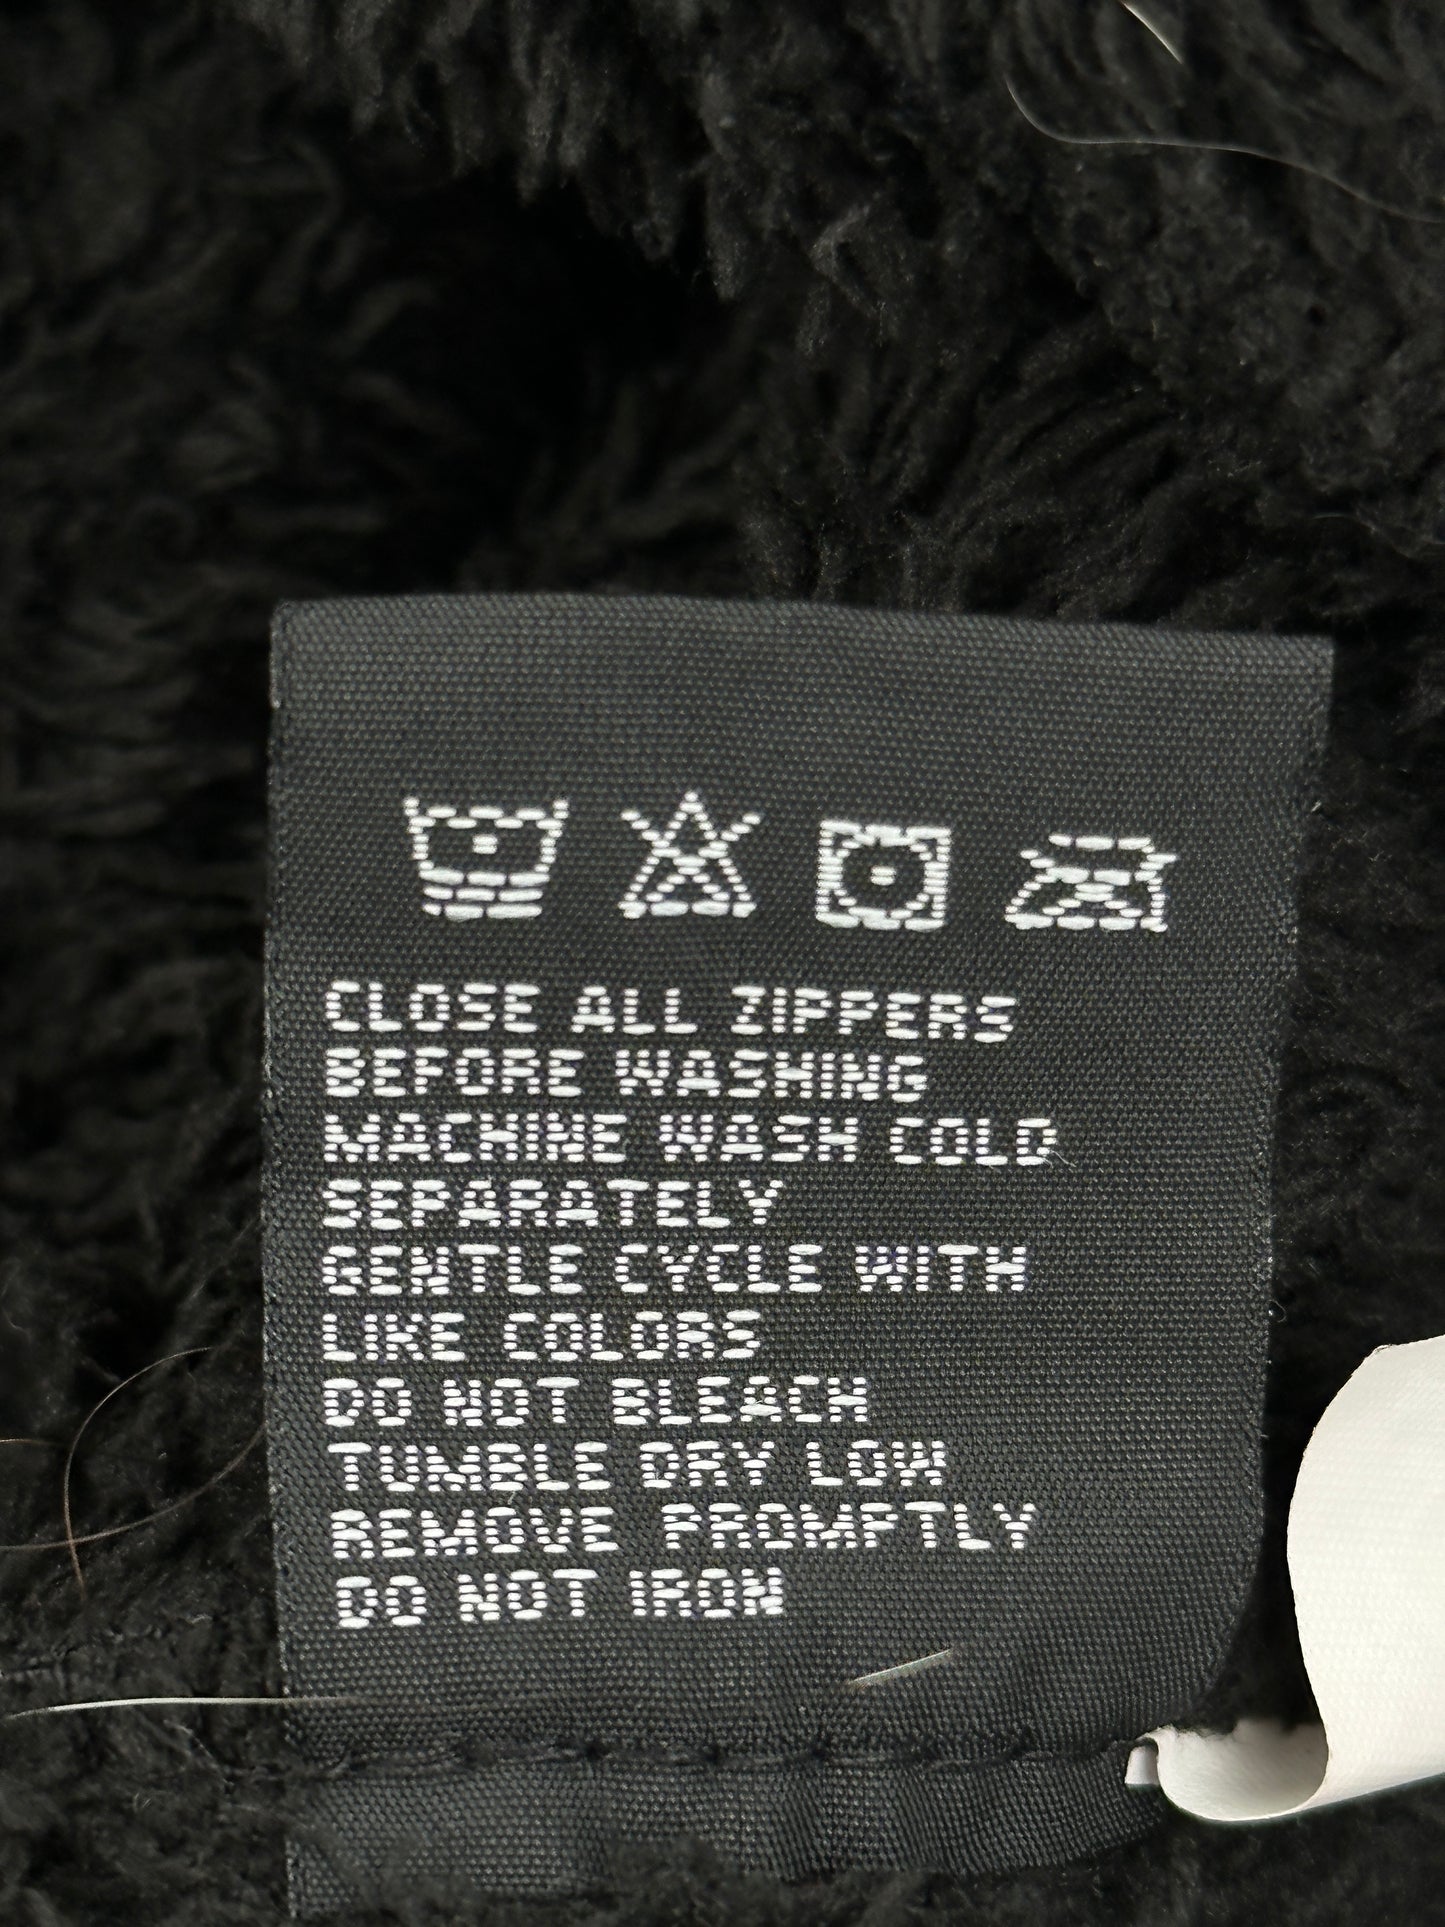 CLOSE ALL ZIPPERS
BEFORE WASHING
MACHINE WASH COLD
SEPARATELY
GENTLE CYCLE WITH
LIKE COLORS
DO NOT BLEACH
TUMBLE DRY LOW
REMOVE PROMPTLY
DO NOT IRON